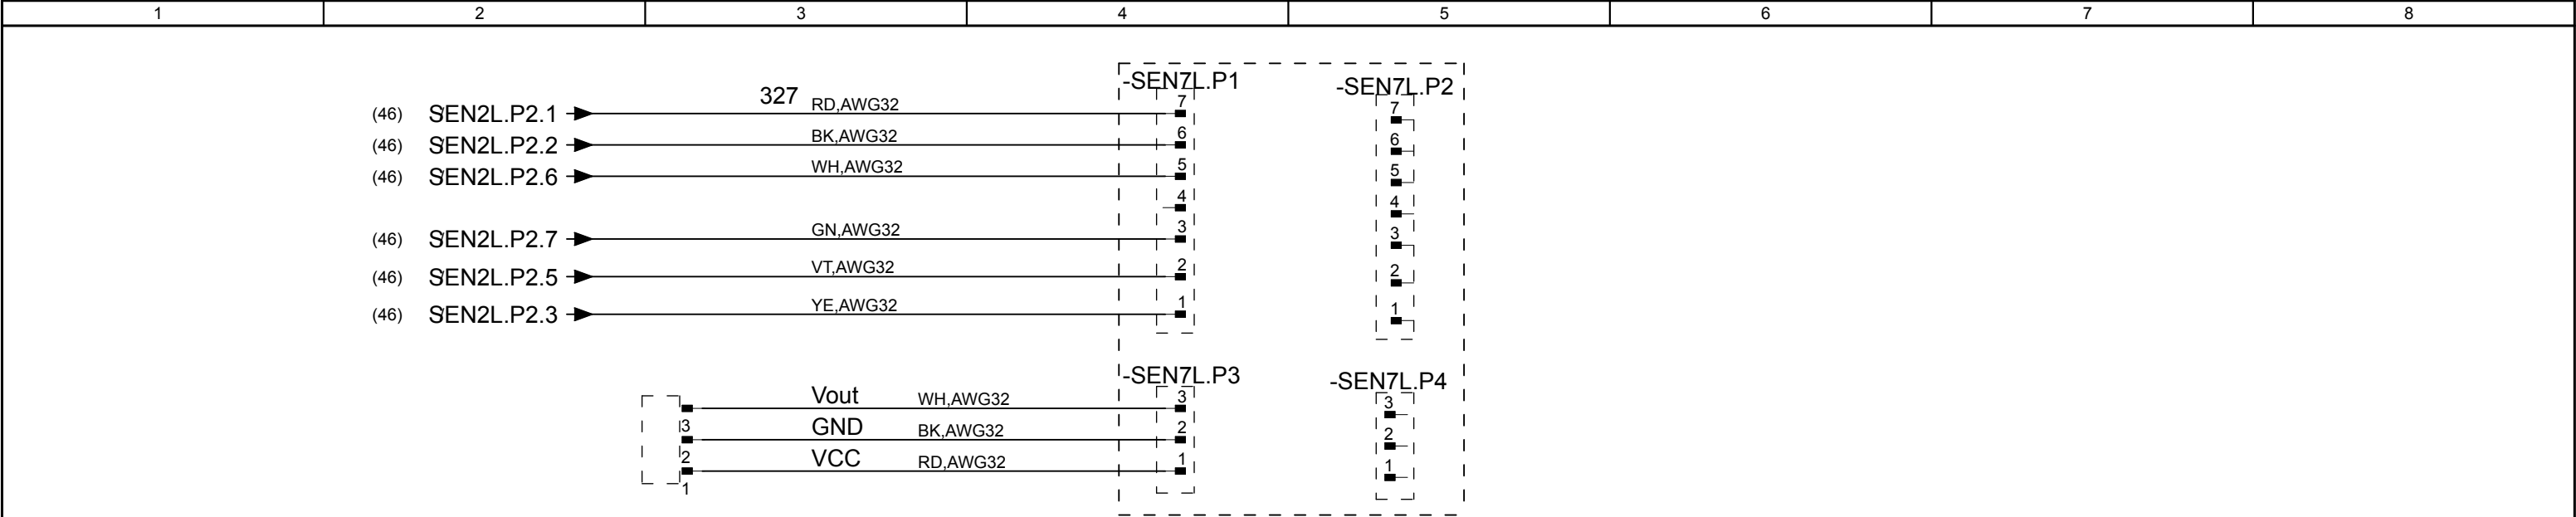 1 2 3 4 5 6 7 8
-SEN7L.P1 -SEN7L.P2
327 RD,AWG32 7 7
(46) SEN2L.P2.1
BK,AWG32 6 6
(46) SEN2L.P2.2
WH,AWG32 5 5
(46) SEN2L.P2.6
4 4
GN,AWG32 3 3
(46) SEN2L.P2.7
VT,AWG32 2 2
(46) SEN2L.P2.5
YE,AWG32 1 1
(46) SEN2L.P2.3
-SEN7L.P3 -SEN7L.P4
Vout WH,AWG32 3 3
3 GND BK,AWG32 2 2
2 VCC RD,AWG32 1 1
1